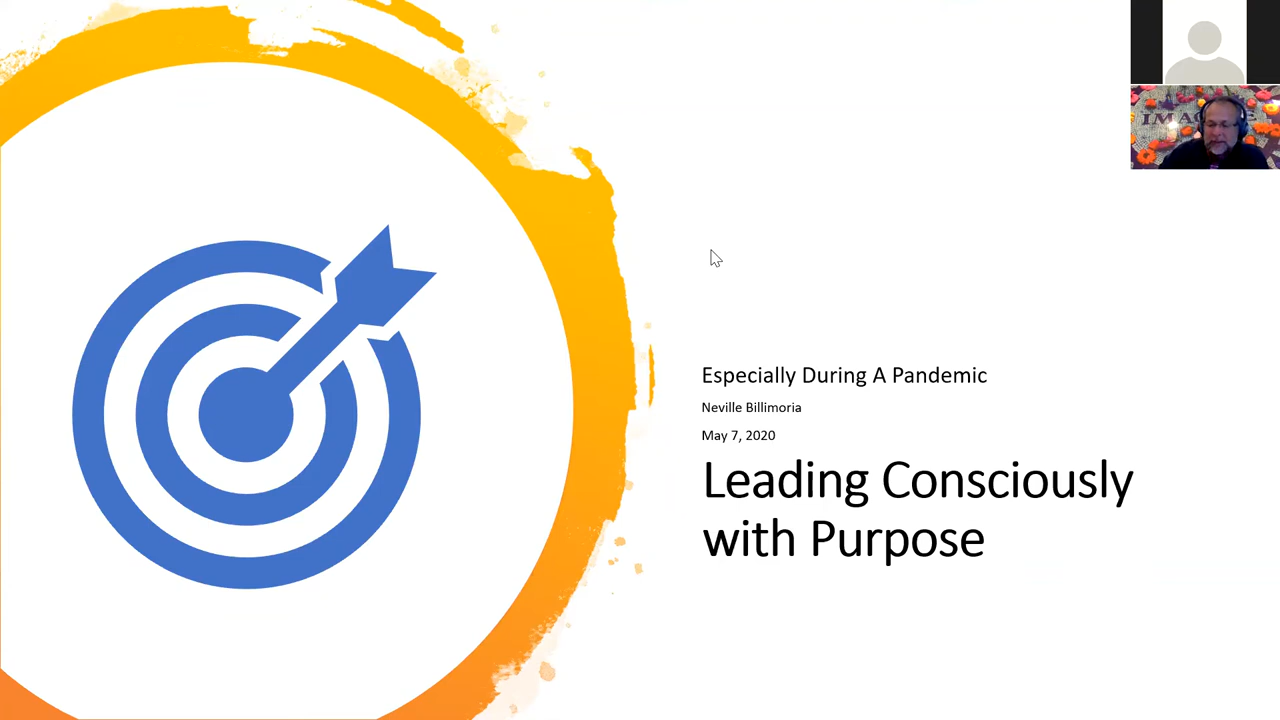 Especially During A Pandemic
Neville Billimoria
May 7, 2020
Leading Consciously
with Purpose